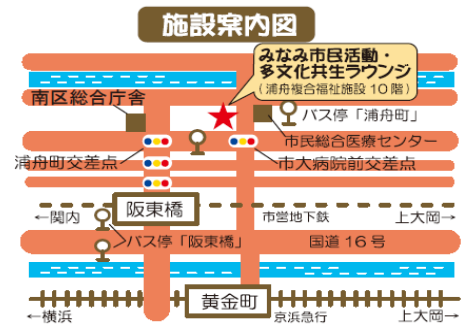 施設案内図
みなみ市民活動・
多文化共生ラウンジ
(浦舟複合福祉施設10階)
南区総合庁舎
バス停「浦舟町」
市民総合医療センター
浦舟町交差点
市大病院前交差点
阪東橋
←関内
市営地下鉄
上大岡→
バス停「阪東橋」
国道16号
黄金町
←横浜
京浜急行
上大岡→